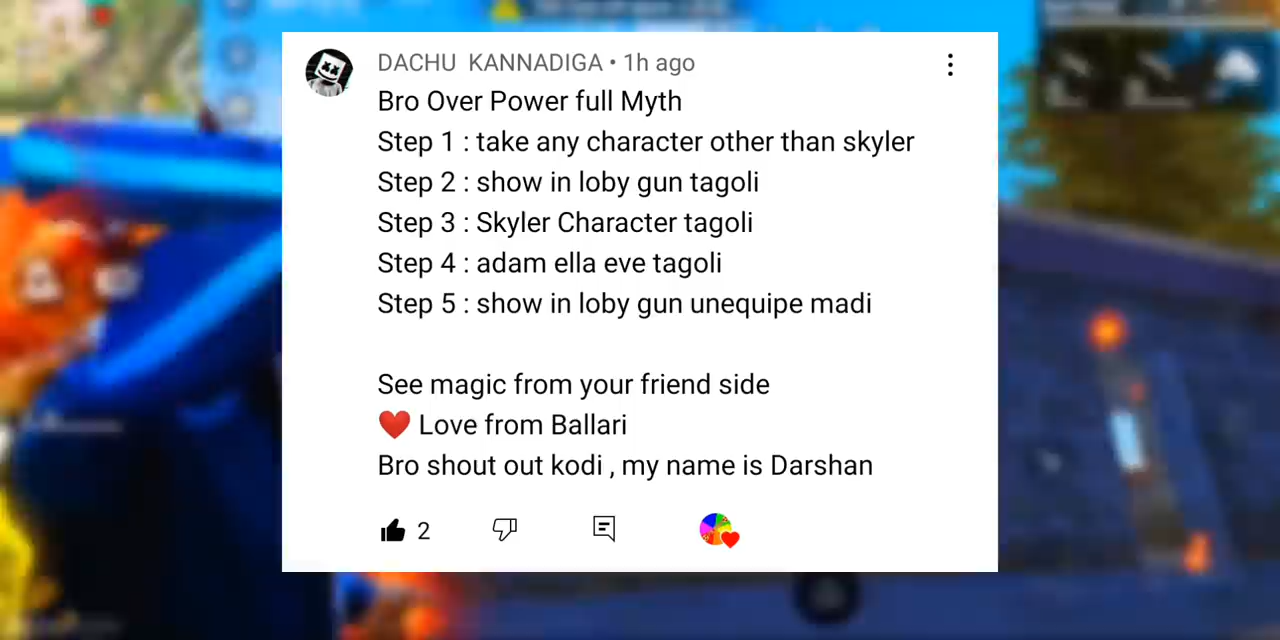 DACHU KANNADIGA • 1h ago
Bro Over Power full Myth
Step 1 : take any character other than skyler
Step 2 : show in loby gun tagoli
Step 3 : Skyler Character tagoli
Step 4 : adam ella eve tagoli
Step 5 : show in loby gun unequipe madi
See magic from your friend side
❤️ Love from Ballari
Bro shout out kodi , my name is Darshan
2